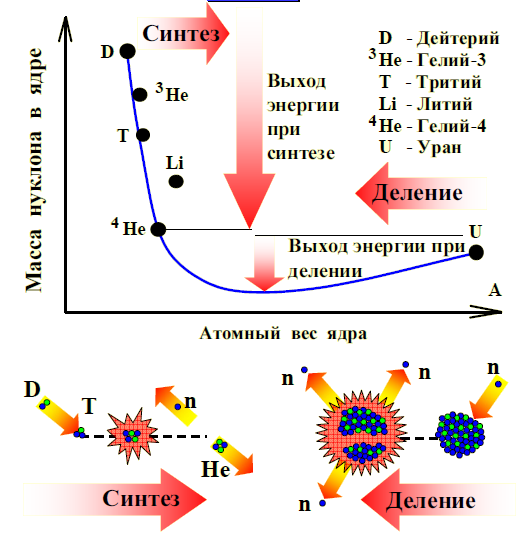 Синтез
D
³He
T
Li
⁴He
U
Выход
энергии
при
синтезе
D - Дейтерий
³He - Гелий-3
T - Тритий
Li - Литий
⁴He - Гелий-4
U - Уран
Деление
Выход энергии при
делении
Масса нуклона в ядре
A
Атомный вес ядра
D
T
n
He
Синтез
n
n
n
n
Деление